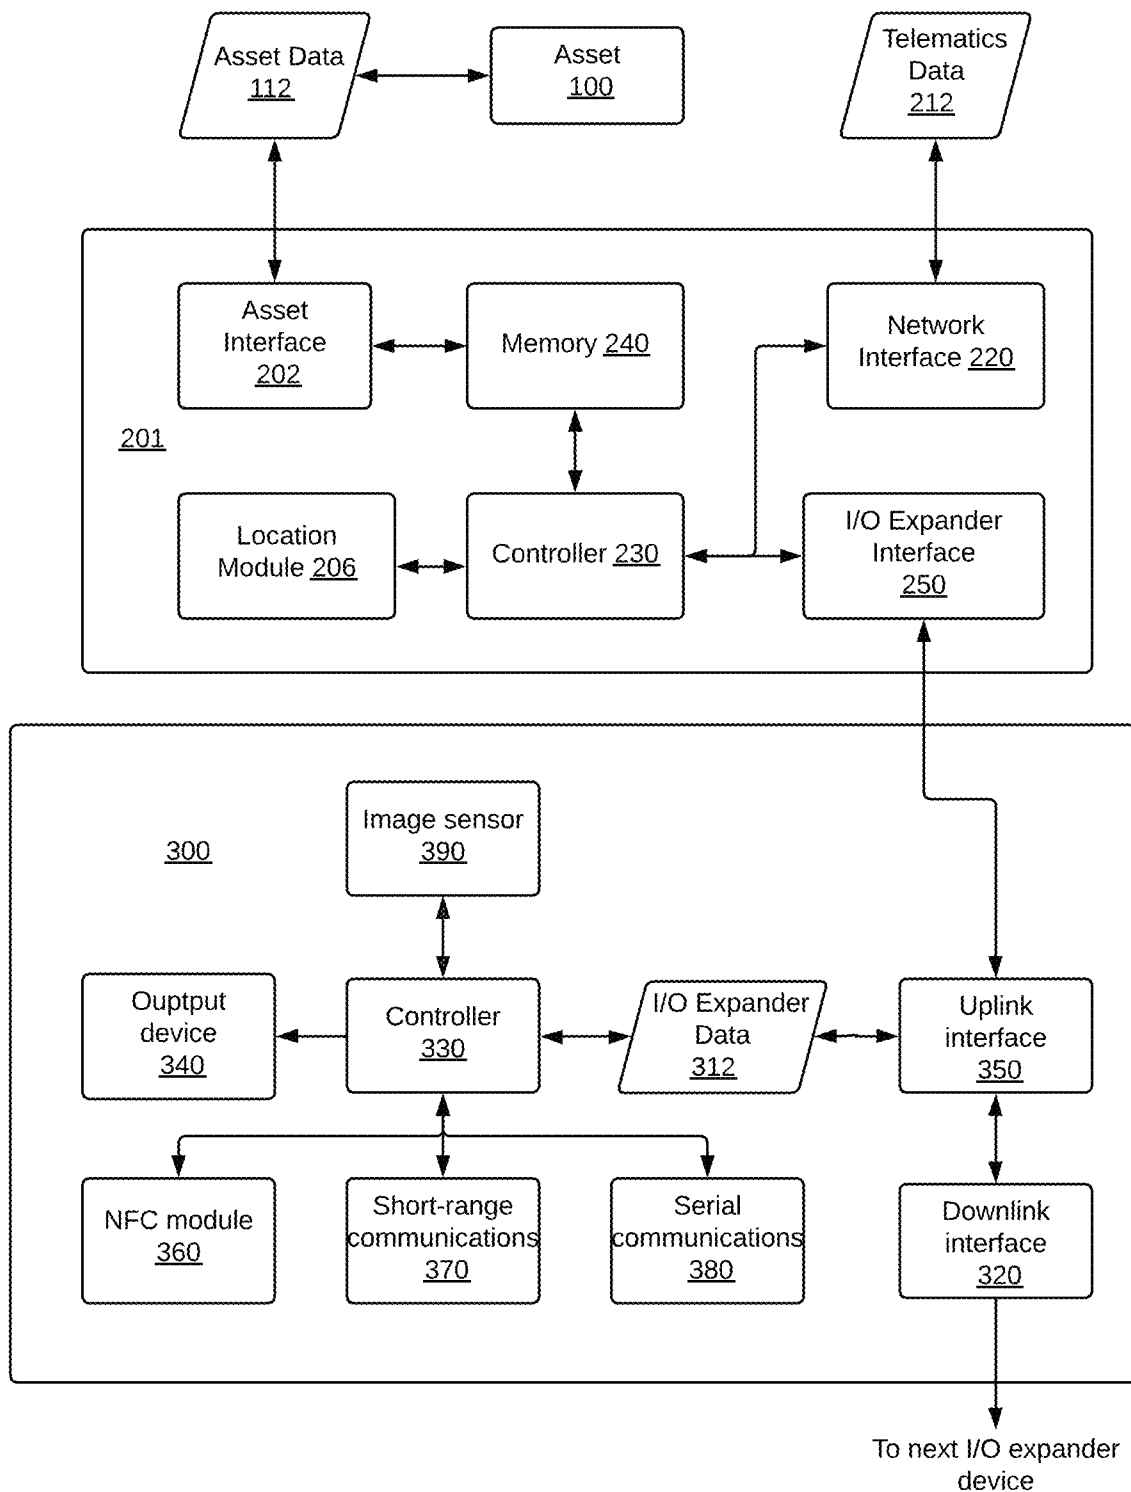 Asset Data
112
Asset
100
Telematics
Data
212
Asset
Interface
202
Memory 240
Network
Interface 220
201
Location
Module 206
Controller 230
I/O Expander
Interface
250
Image sensor
390
300
Ouptput
device
340
Controller
330
I/O Expander
Data
312
Uplink
interface
350
NFC module
360
Short-range
communications
370
Serial
communications
380
Downlink
interface
320
To next I/O expander
device